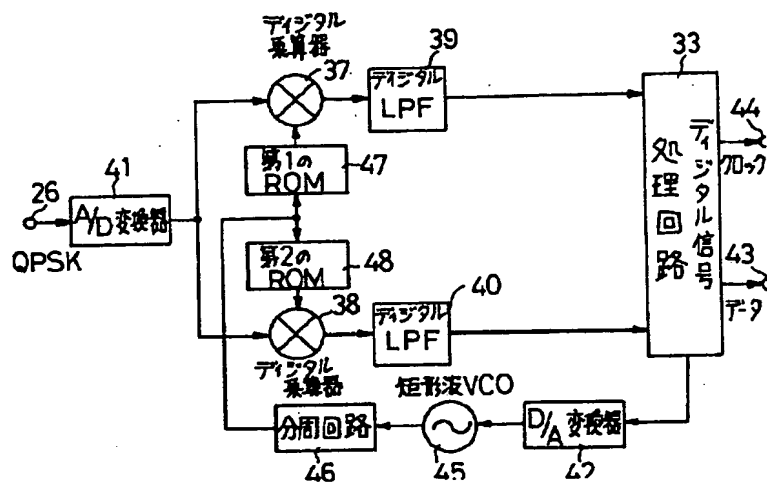 ディジタル
乗算器
37
ディジタル
LPF
39
33
ディジタル信号
処理回路
44
クロック
第1の
ROM
47
41
A/D変換器
26
QPSK
第2の
ROM
48
43
データ
38
ディジタル
乗算器
ディジタル
LPF
40
矩形波VCO
分周回路
46
45
D/A変換器
42